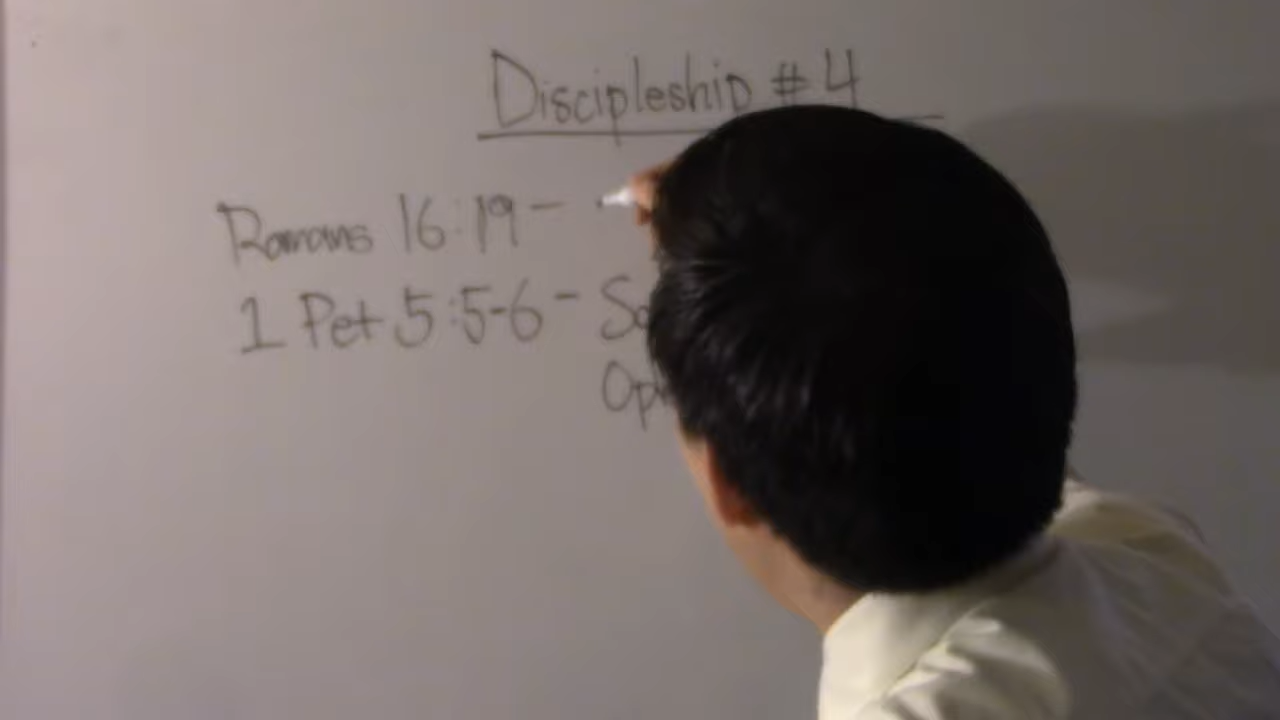 Discipleship #4
Romans 16:19 -
1 Pet 5:5-6 -